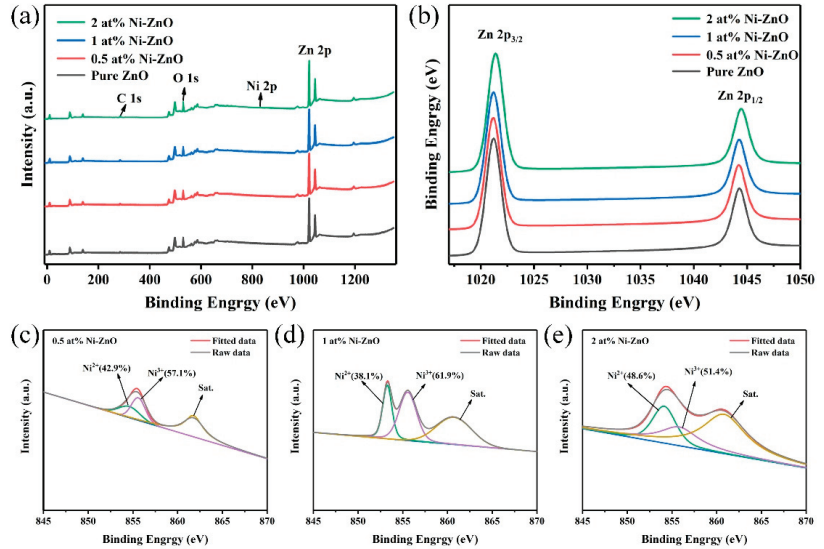 (a)
2 at% Ni-ZnO
1 at% Ni-ZnO
0.5 at% Ni-ZnO
Pure ZnO
Zn 2p
O 1s
Ni 2p
C 1s
Intensity (a.u.)
0 200 400 600 800 1000 1200
Binding Engrgy (eV)
(b)
2 at% Ni-ZnO
1 at% Ni-ZnO
0.5 at% Ni-ZnO
Pure ZnO
Zn 2p3/2
Zn 2p1/2
Binding Engrgy (eV)
1020 1025 1030 1035 1040 1045 1050
Binding Engrgy (eV)
(c)
0.5 at% Ni-ZnO
Fitted data
Raw data
Ni2+(42.9%)
Ni3+(57.1%)
Sat.
Intensity (a.u.)
845 850 855 860 865 870
Binding Energy (eV)
(d)
1 at% Ni-ZnO
Fitted data
Raw data
Ni2+(38.1%)
Ni3+(61.9%)
Sat.
Intensity (a.u.)
845 850 855 860 865 870
Binding Energy (eV)
(e)
2 at% Ni-ZnO
Fitted data
Raw data
Ni2+(48.6%)
Ni3+(51.4%)
Sat.
Intensity (a.u.)
845 850 855 860 865 870
Binding Energy (eV)